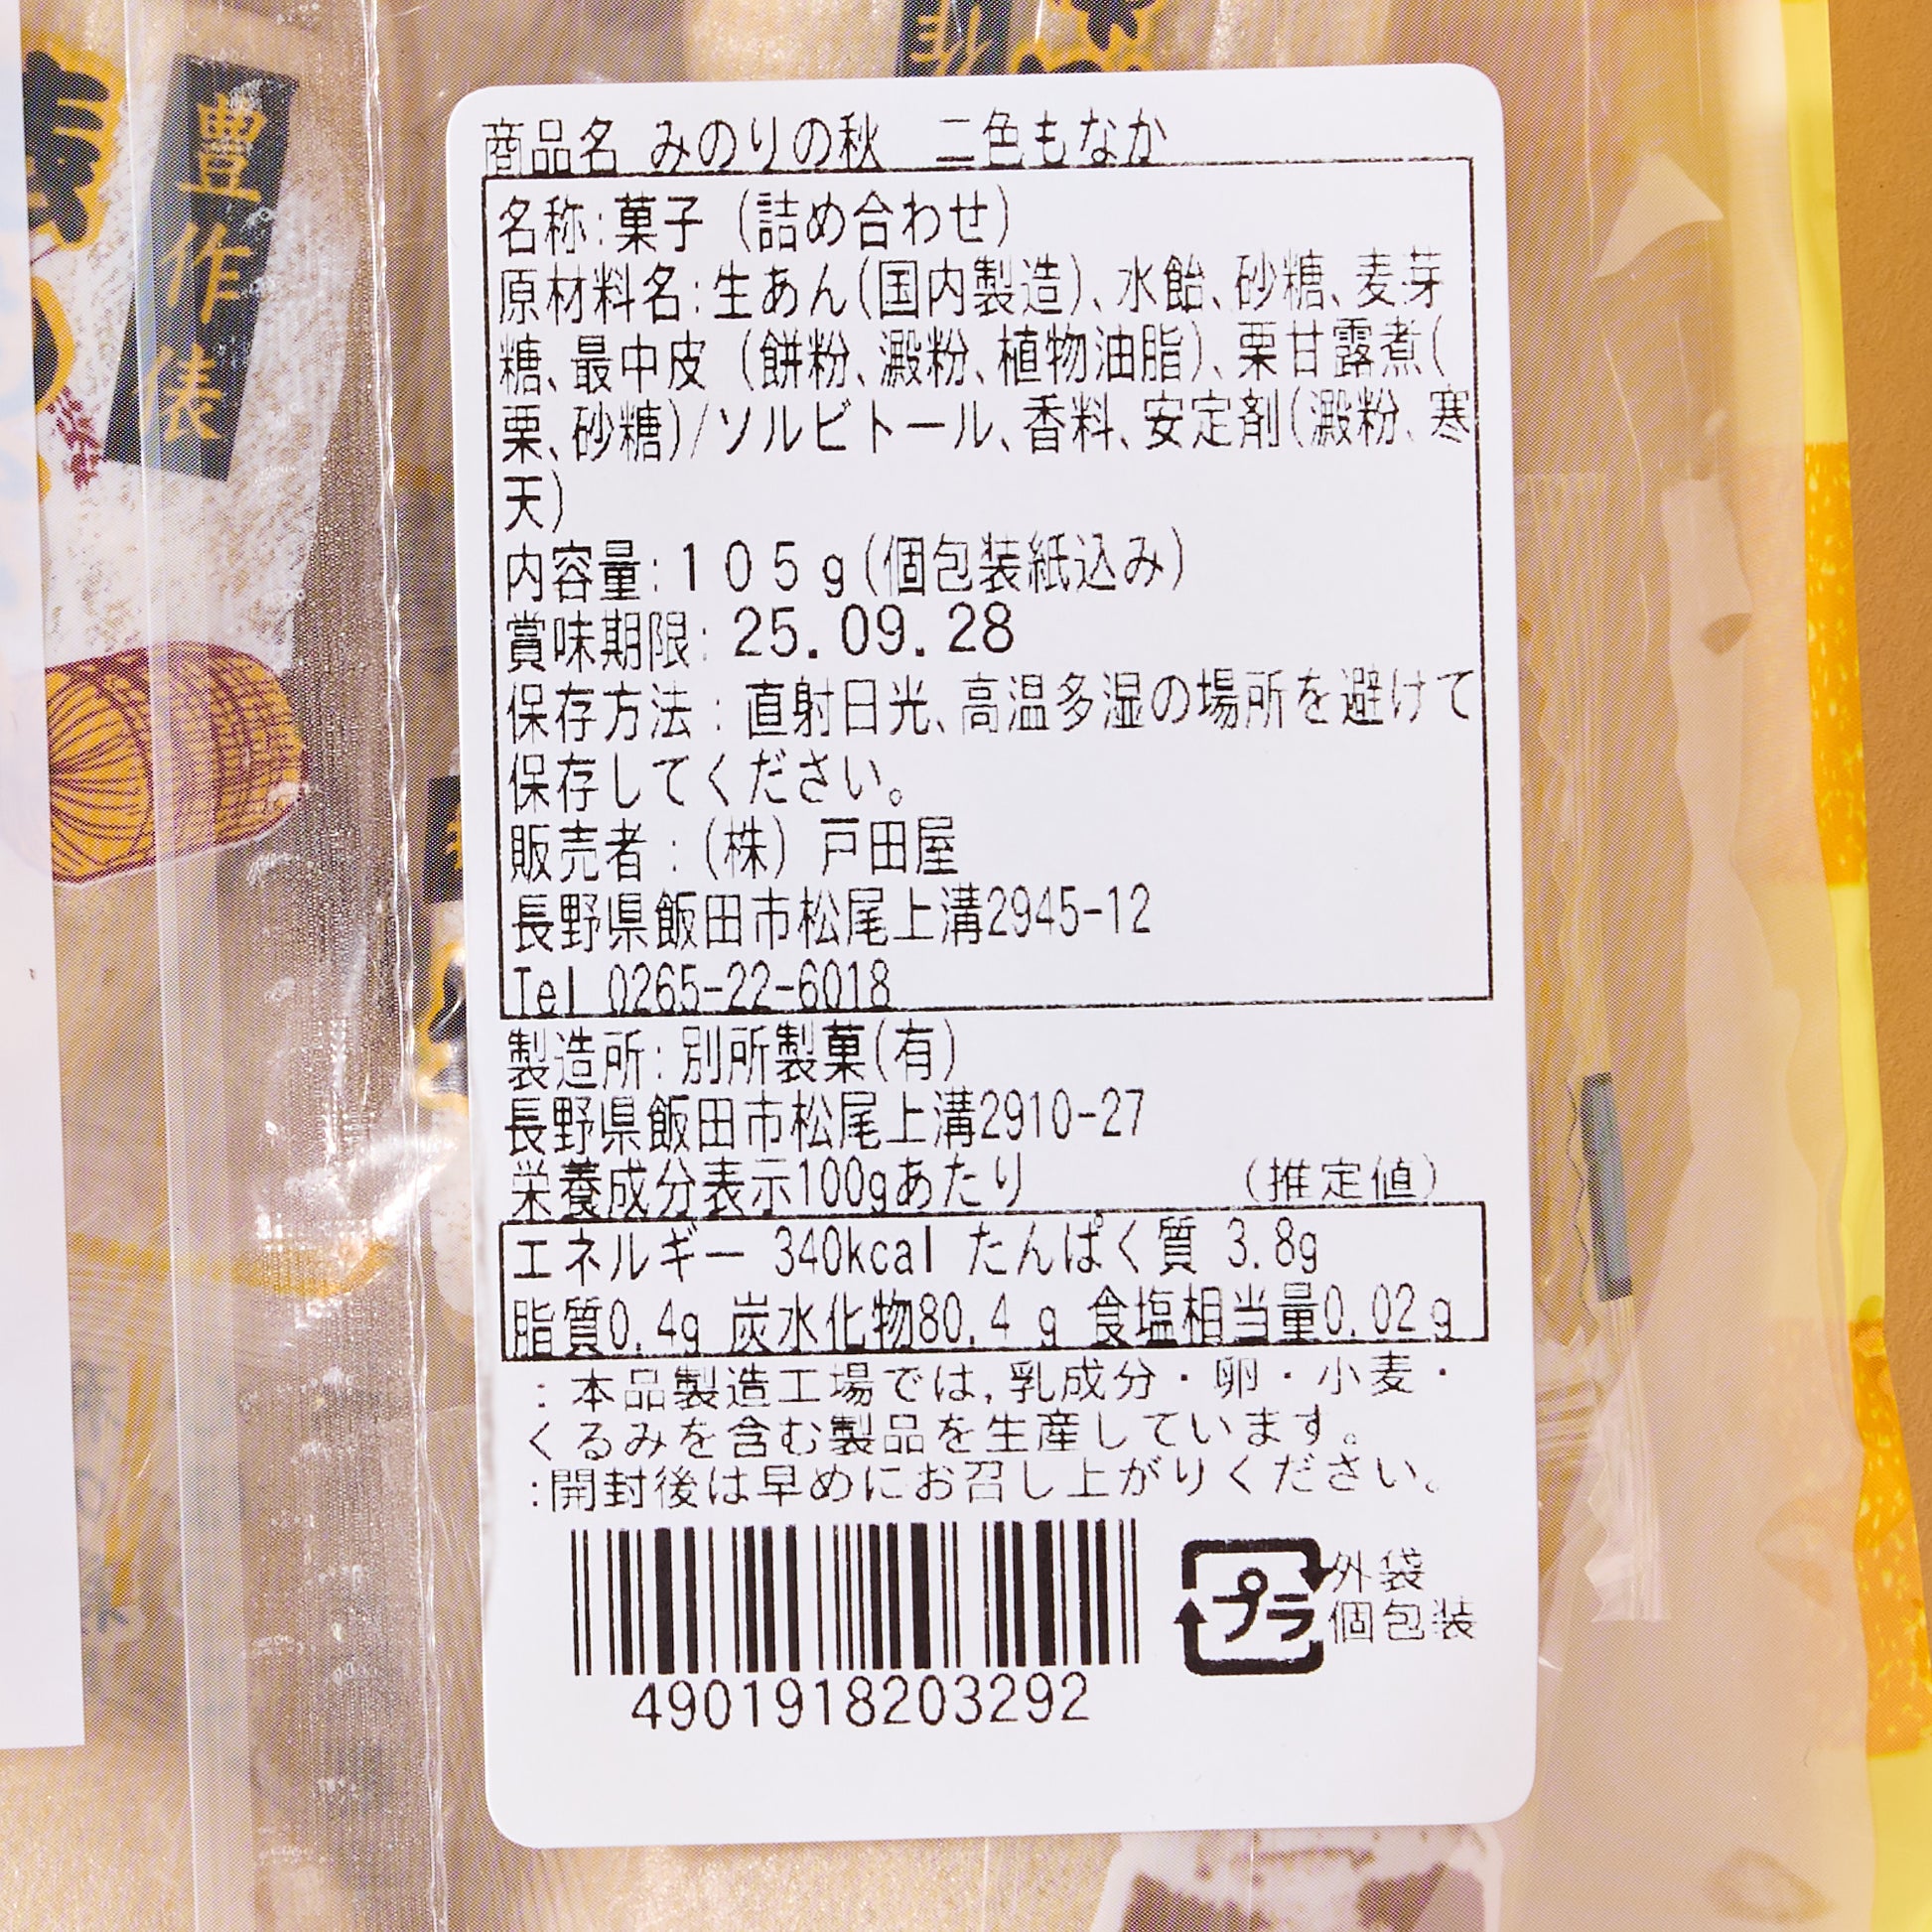 豊作俵
商品名 みのりの秋　二色もなか
名称:菓子 (詰め合わせ)
原材料名:生あん(国内製造)、水飴、砂糖、麦芽
糖、最中皮 (餅粉、澱粉、植物油脂)、栗甘露煮(
栗、砂糖)/ソルビトール、香料、安定剤(澱粉、寒
天)
内容量:１０５g(個包装紙込み)
賞味期限: 25.09.28
保存方法：直射日光、高温多湿の場所を避けて
保存してください。
販売者：(株) 戸田屋
長野県飯田市松尾上溝2945-12
Tel 0265-22-6018
製造所:別所製菓(有)
長野県飯田市松尾上溝2910-27
栄養成分表示100gあたり　(推定値)
エネルギー 340kcal たんぱく質 3.8g
脂質0.4g 炭水化物80.4 g 食塩相当量0.02g
:本品製造工場では,乳成分・卵・小麦・
くるみを含む製品を生産しています。
:開封後は早めにお召し上がりください。
プラ
外袋
個包装
4901918203292